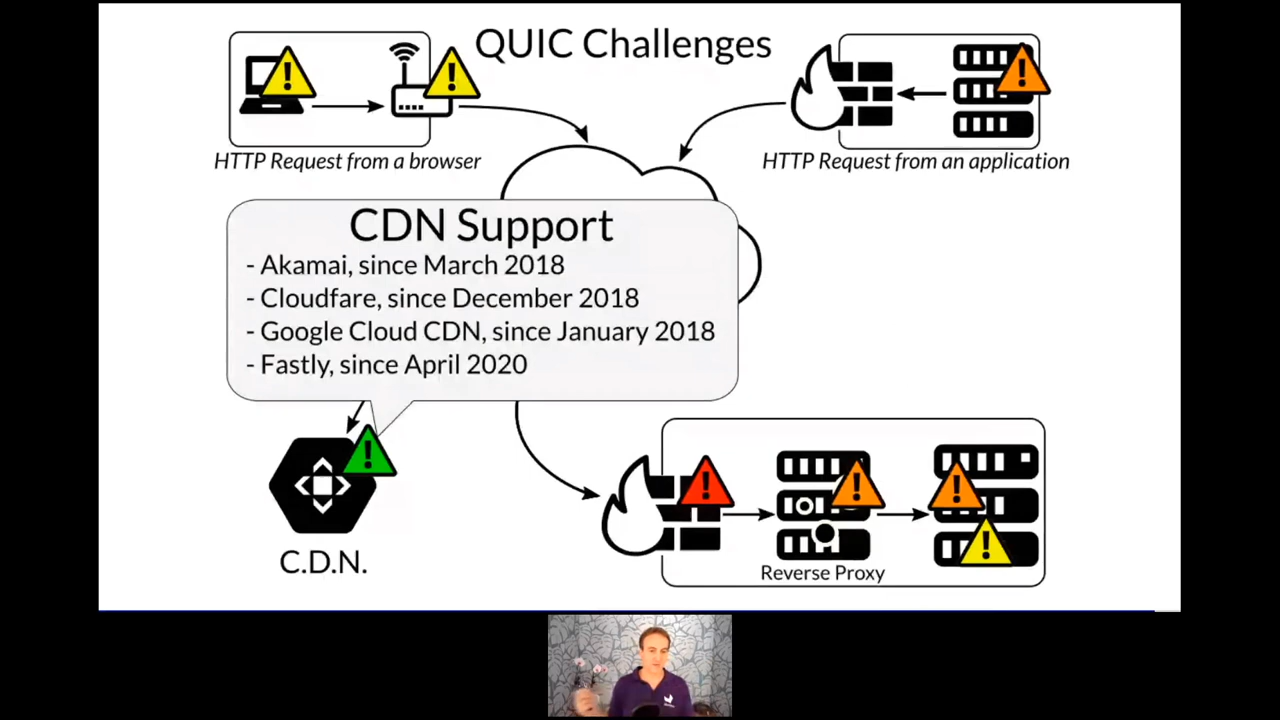 QUIC Challenges
HTTP Request from a browser
HTTP Request from an application
CDN Support
- Akamai, since March 2018
- Cloudfare, since December 2018
- Google Cloud CDN, since January 2018
- Fastly, since April 2020
C.D.N.
Reverse Proxy